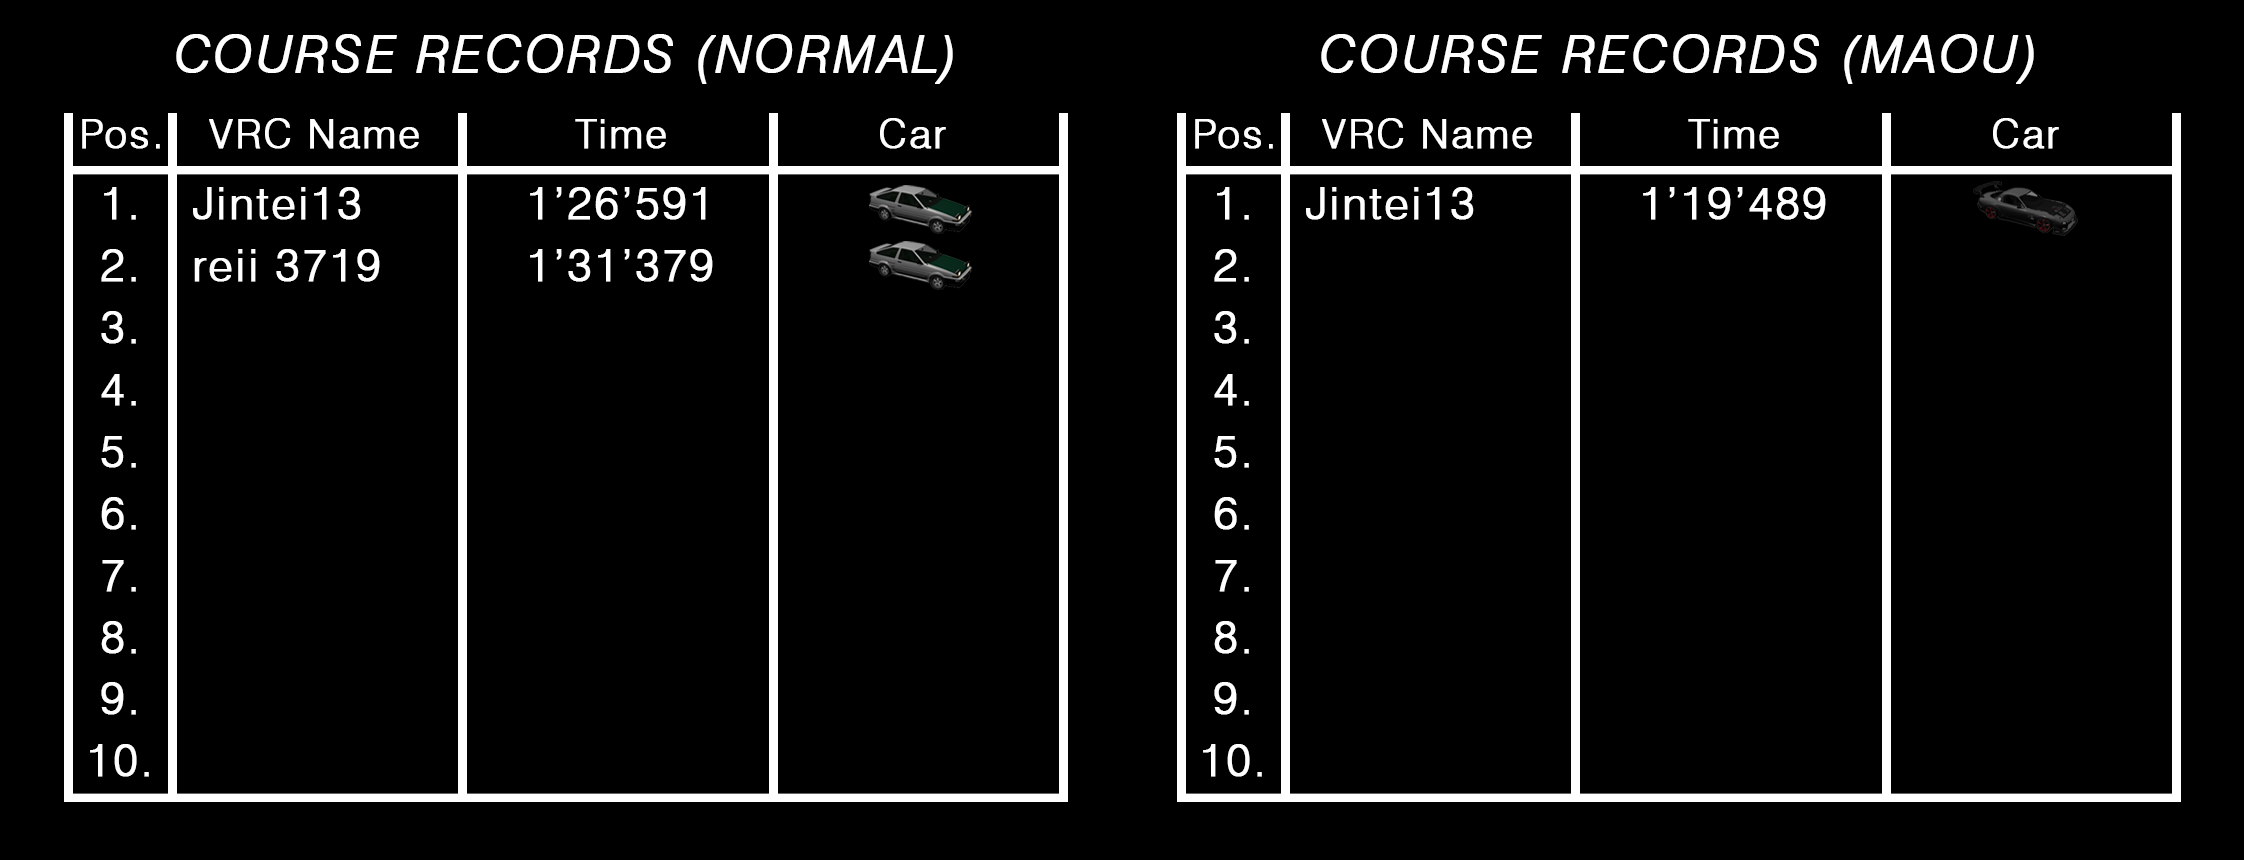 COURSE RECORDS (NORMAL)
Pos. VRC Name Time Car
1. Jintei13 1’26’591
2. reii 3719 1’31’379
3.
4.
5.
6.
7.
8.
9.
10.
COURSE RECORDS (MAOU)
Pos. VRC Name Time Car
1. Jintei13 1’19’489
2.
3.
4.
5.
6.
7.
8.
9.
10.